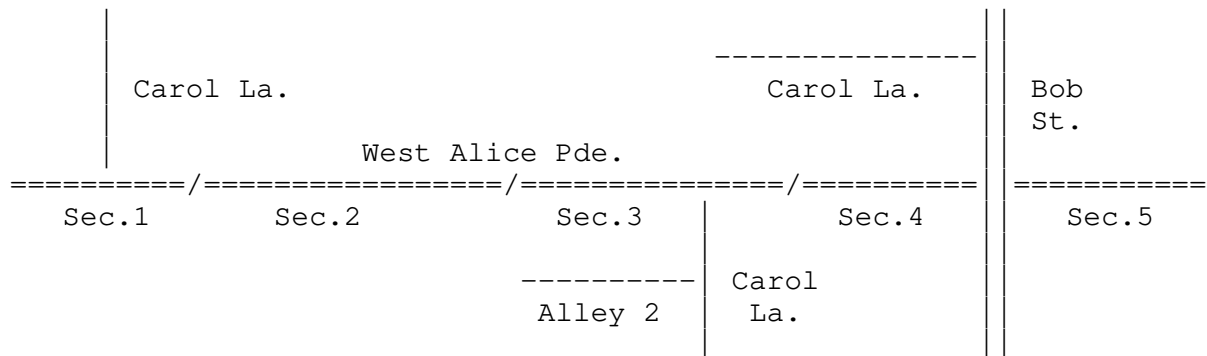 Carol La.
Carol La.
Bob
St.
West Alice Pde.
Sec.1
Sec.2
Sec.3
Sec.4
Sec.5
Alley 2
Carol
La.